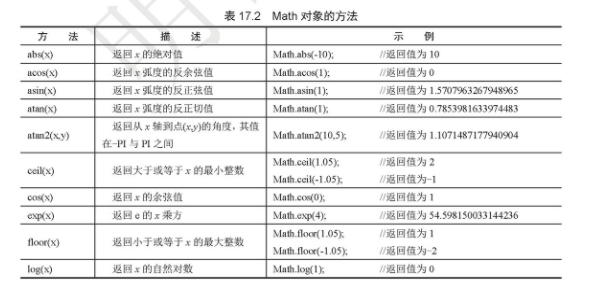 表 17.2 Math 对象的方法
方 法 描 述 示 例
abs(x) 返回 x 的绝对值 Math.abs(-10); //返回值为 10
acos(x) 返回 x 弧度的反余弦值 Math.acos(1); //返回值为 0
asin(x) 返回 x 弧度的反正弦值 Math.asin(1); //返回值为 1.5707963267948965
atan(x) 返回 x 弧度的反正切值 Math.atan(1); //返回值为 0.7853981633974483
atan2(x,y) 返回从 x 轴到点(x,y)的角度，其值
在-PI 与 PI 之间 Math.atan2(10,5); //返回值为 1.1071487177940904
ceil(x) 返回大于或等于 x 的最小整数 Math.ceil(1.05); //返回值为 2
Math.ceil(-1.05); //返回值为-1
cos(x) 返回 x 的余弦值 Math.cos(0); //返回值为 1
exp(x) 返回 e 的 x 乘方 Math.exp(4); //返回值为 54.598150033144236
floor(x) 返回小于或等于 x 的最大整数 Math.floor(1.05); //返回值为 1
Math.floor(-1.05); //返回值为-2
log(x) 返回 x 的自然对数 Math.log(1); //返回值为 0